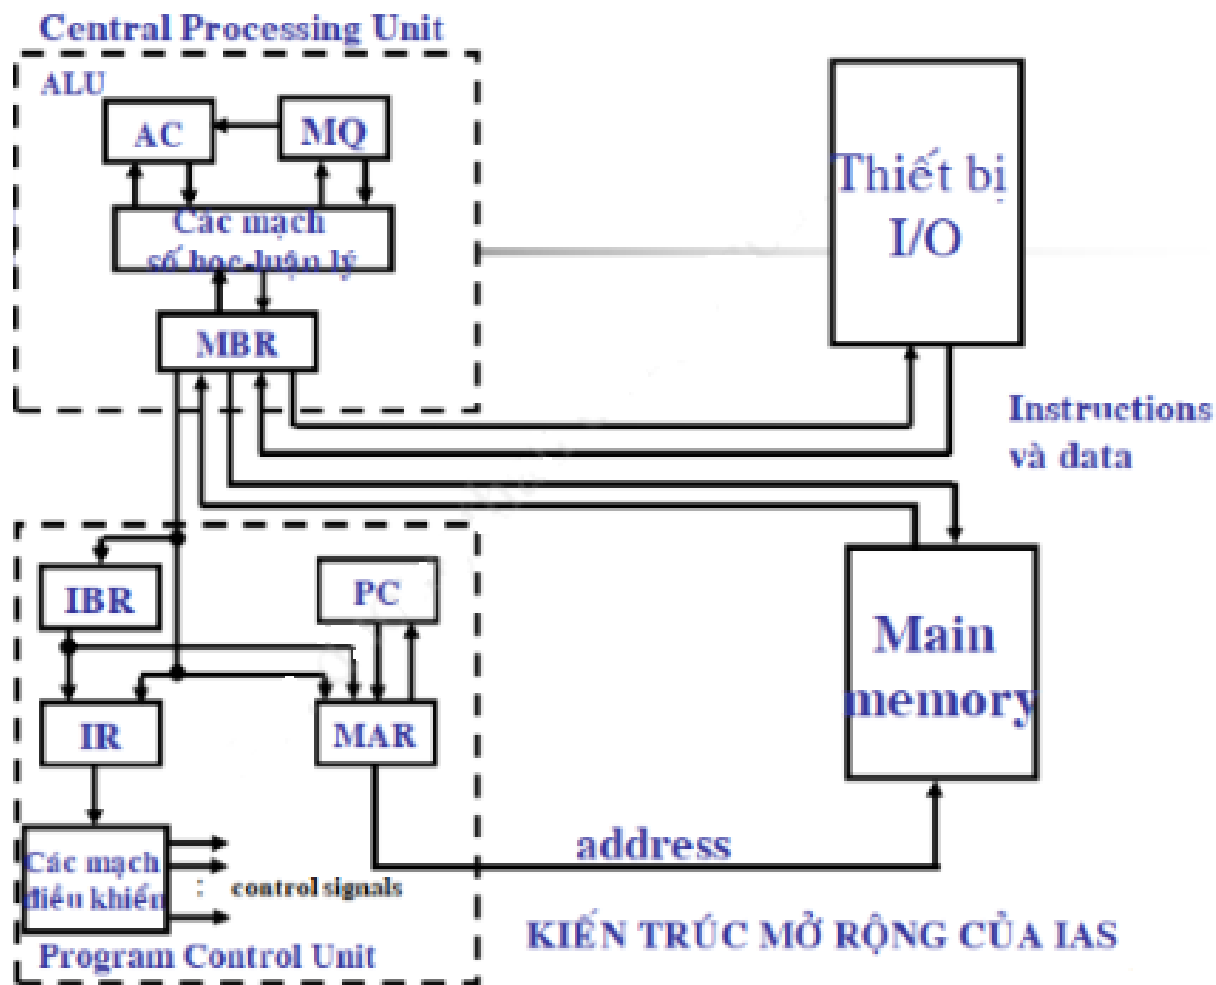 Central Processing Unit
ALU
AC
MQ
Các mạch
số học-luận lý
MBR
Thiết bị
I/O
Instructions
và data
IBR
PC
IR
MAR
Main
memory
Các mạch
điều khiển
: control signals
address
Program Control Unit
KIẾN TRÚC MỞ RỘNG CỦA IAS